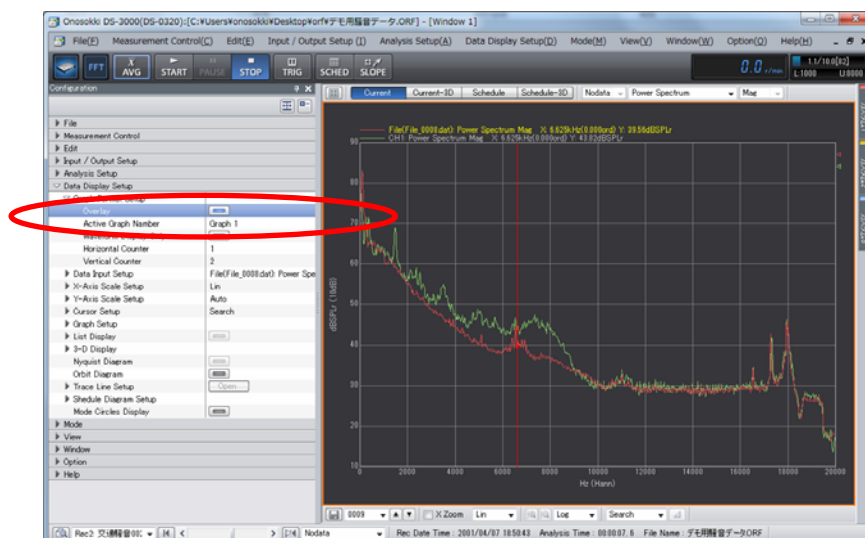 Onosokki DS-3000(DS-0320):[C:¥Users¥onosokki¥Desktop¥orf¥デモ用騒音データ.ORF] - [Window 1]
File(F) Measurement Control(C) Edit(E) Input / Output Setup (I) Analysis Setup(A) Data Display Setup(D) Mode(M) View(V) Window(W) Option(O) Help(H)
FFT AVG START PAUSE STOP TRIG SCHED SLOPE 0.0 r/min 1.1/10.0[82] L:1000 U:8000
Configuration
Current Current-3D Schedule Schedule-3D Nodata Power Spectrum Mag
File
Measurement Control
Edit
Input / Output Setup
Analysis Setup
Data Display Setup
Overlay
Active Graph Number Graph 1
Horizontal Counter 1
Vertical Counter 2
Data Input Setup File(File_0008.dat): Power Spe
X-Axis Scale Setup Lin
Y-Axis Scale Setup Auto
Cursor Setup Search
Graph Setup
List Display
3-D Display
Nyquist Diagram
Orbit Diagram
Trace Line Setup Open
Shedule Diagram Setup
Mode Circles Display
Mode
View
Window
Option
Help
File(File_0008.dat): Power Spectrum Mag X: 6.625kHz(0.000ord) Y: 39.56dBSPLr
CH1: Power Spectrum Mag X: 6.625kHz(0.000ord) Y: 43.82dBSPLr
90
80
70
60
50
40
30
20
10
dBSPLr (10dB)
0 2000 4000 6000 8000 10000 12000 14000 16000 18000 20000
Hz (Hann)
0009 X Zoom Lin Log Search
Nodata Rec Date Time : 2001/04/07 18:50:43 Analysis Time : 00:00:07. 6 File Name : デモ用騒音データ.ORF